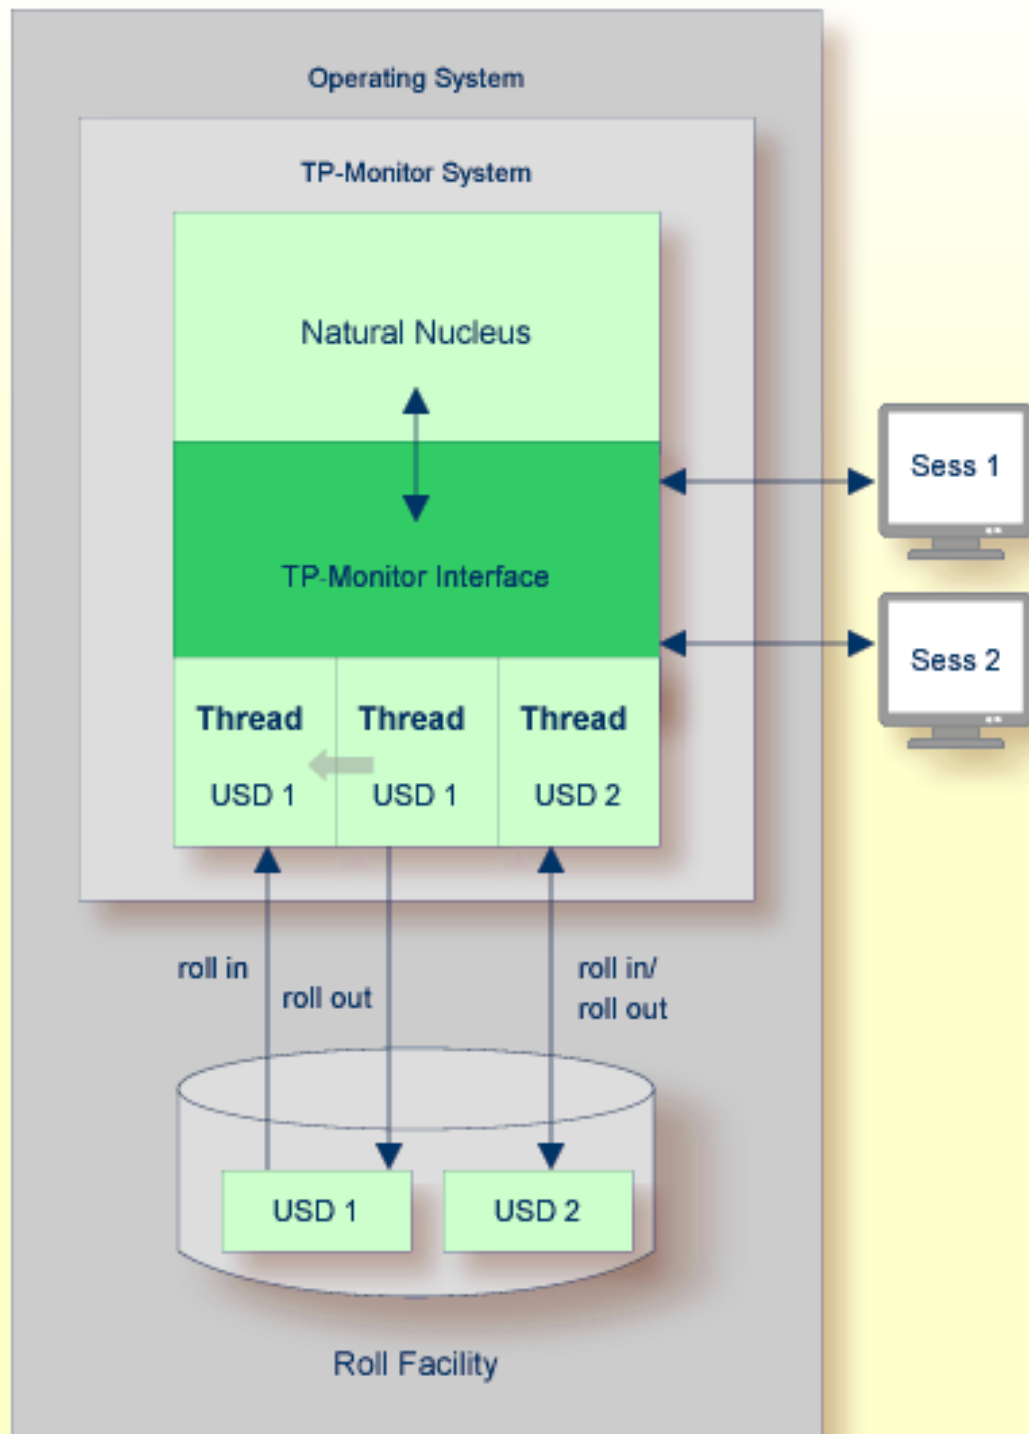 Operating System
TP-Monitor System
Natural Nucleus
Sess 1
TP-Monitor Interface
Sess 2
Thread
Thread
Thread
USD 1
USD 1
USD 2
roll in
roll out
roll in/
roll out
USD 1
USD 2
Roll Facility